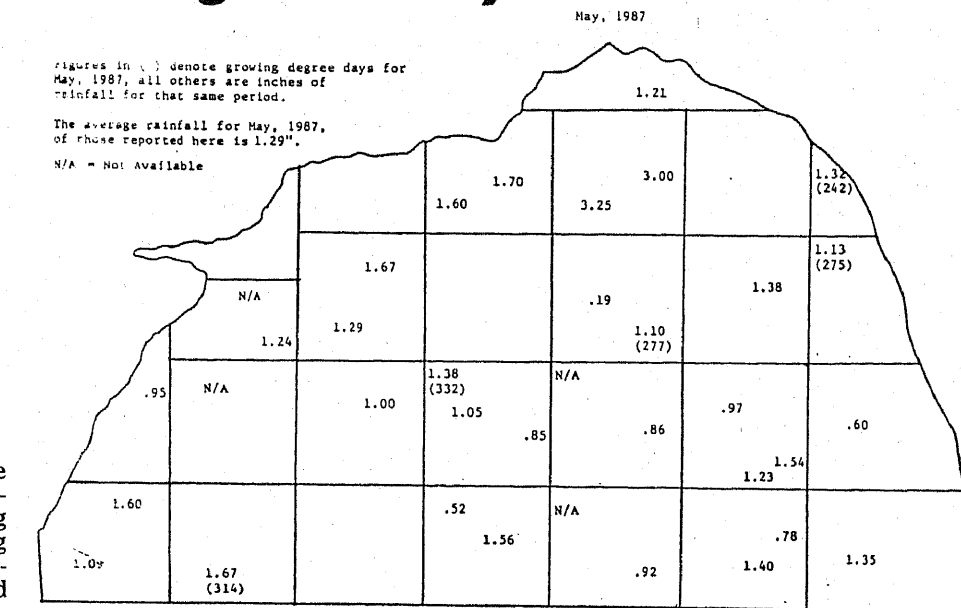 May, 1987
Figures in ( ) denote growing degree days for
May, 1987, all others are inches of
rainfall for that same period.
The average rainfall for May, 1987,
of those reported here is 1.29".
N/A = Not Available
1.21
1.70
3.00
1.32
(242)
1.60
3.25
1.13
(275)
1.67
1.38
N/A
.19
1.24
1.29
1.10
(277)
.95
N/A
1.38
(332)
N/A
1.00
1.05
.97
.85
.86
.60
1.54
1.23
1.60
.52
N/A
1.56
.78
1.09
1.67
(314)
.92
1.40
1.35
e
g
g
d